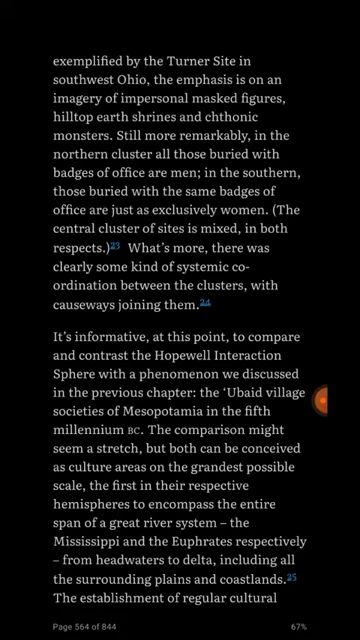 exemplified by the Turner Site in
southwest Ohio, the emphasis is on an
imagery of impersonal masked figures,
hilltop earth shrines and chthonic
monsters. Still more remarkably, in the
northern cluster all those buried with
badges of office are men; in the southern,
those buried with the same badges of
office are just as exclusively women. (The
central cluster of sites is mixed, in both
respects.)23 What’s more, there was
clearly some kind of systemic co-
ordination between the clusters, with
causeways joining them.24
It’s informative, at this point, to compare
and contrast the Hopewell Interaction
Sphere with a phenomenon we discussed
in the previous chapter: the ‘Ubaid village
societies of Mesopotamia in the fifth
millennium BC. The comparison might
seem a stretch, but both can be conceived
as culture areas on the grandest possible
scale, the first in their respective
hemispheres to encompass the entire
span of a great river system – the
Mississippi and the Euphrates respectively
– from headwaters to delta, including all
the surrounding plains and coastlands.25
The establishment of regular cultural
Page 564 of 844
67%